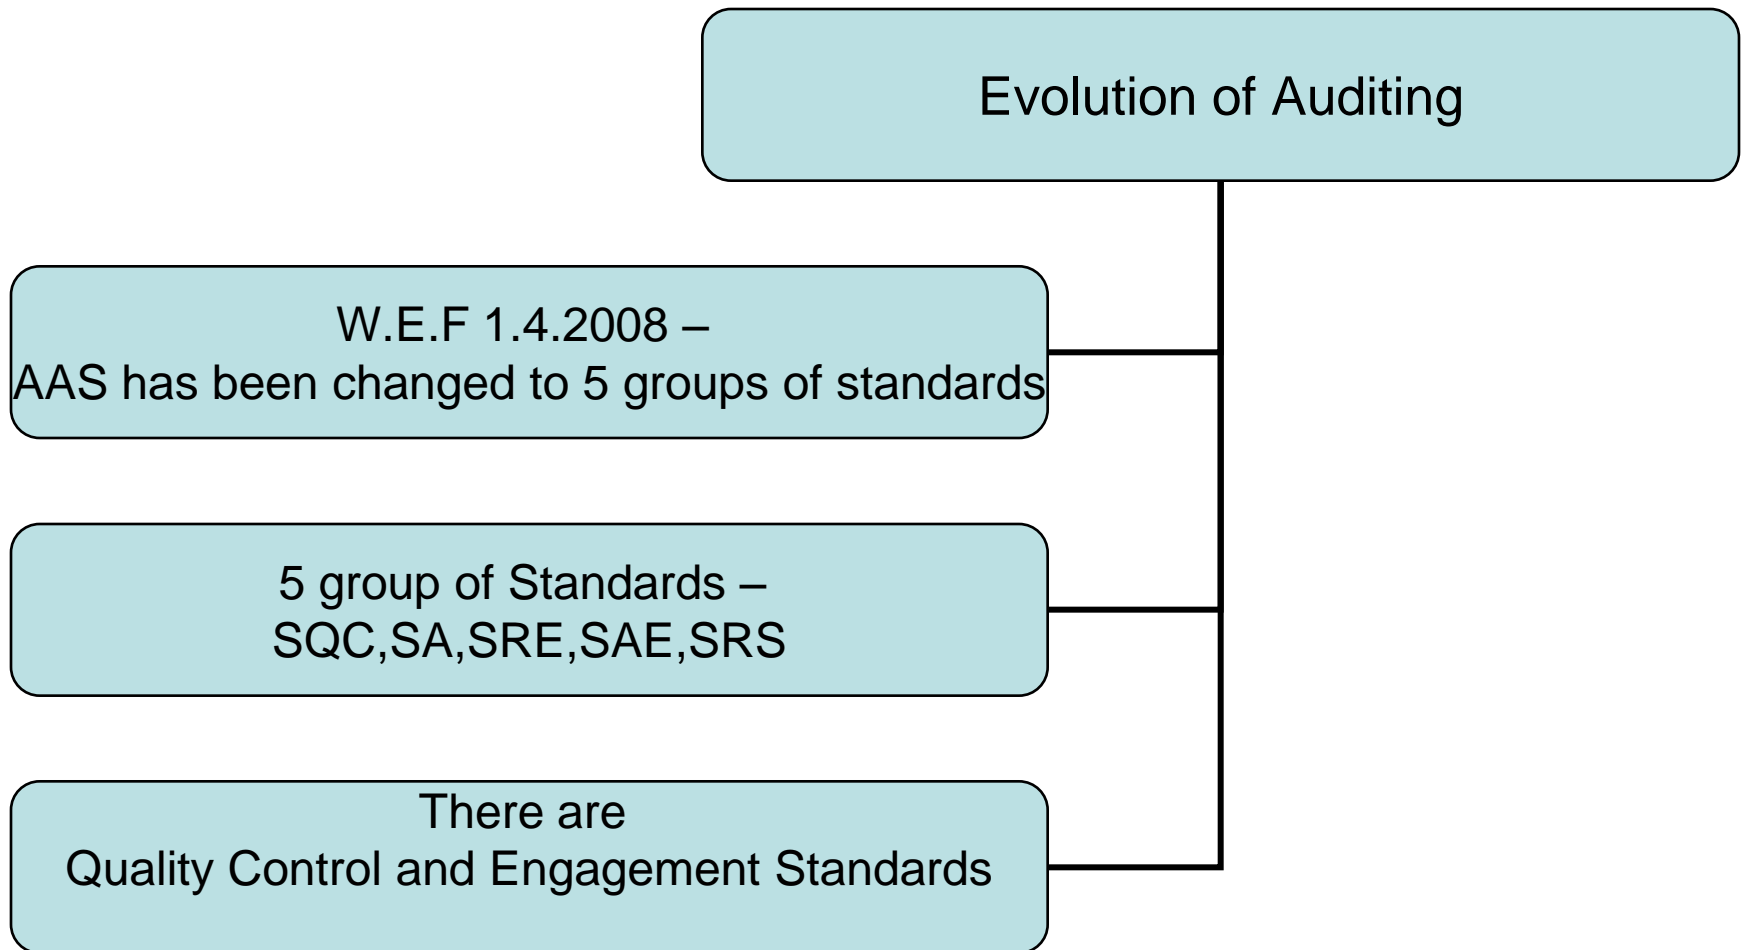 Evolution of Auditing
W.E.F 1.4.2008 –
AAS has been changed to 5 groups of standards
5 group of Standards –
SQC,SA,SRE,SAE,SRS
There are
Quality Control and Engagement Standards